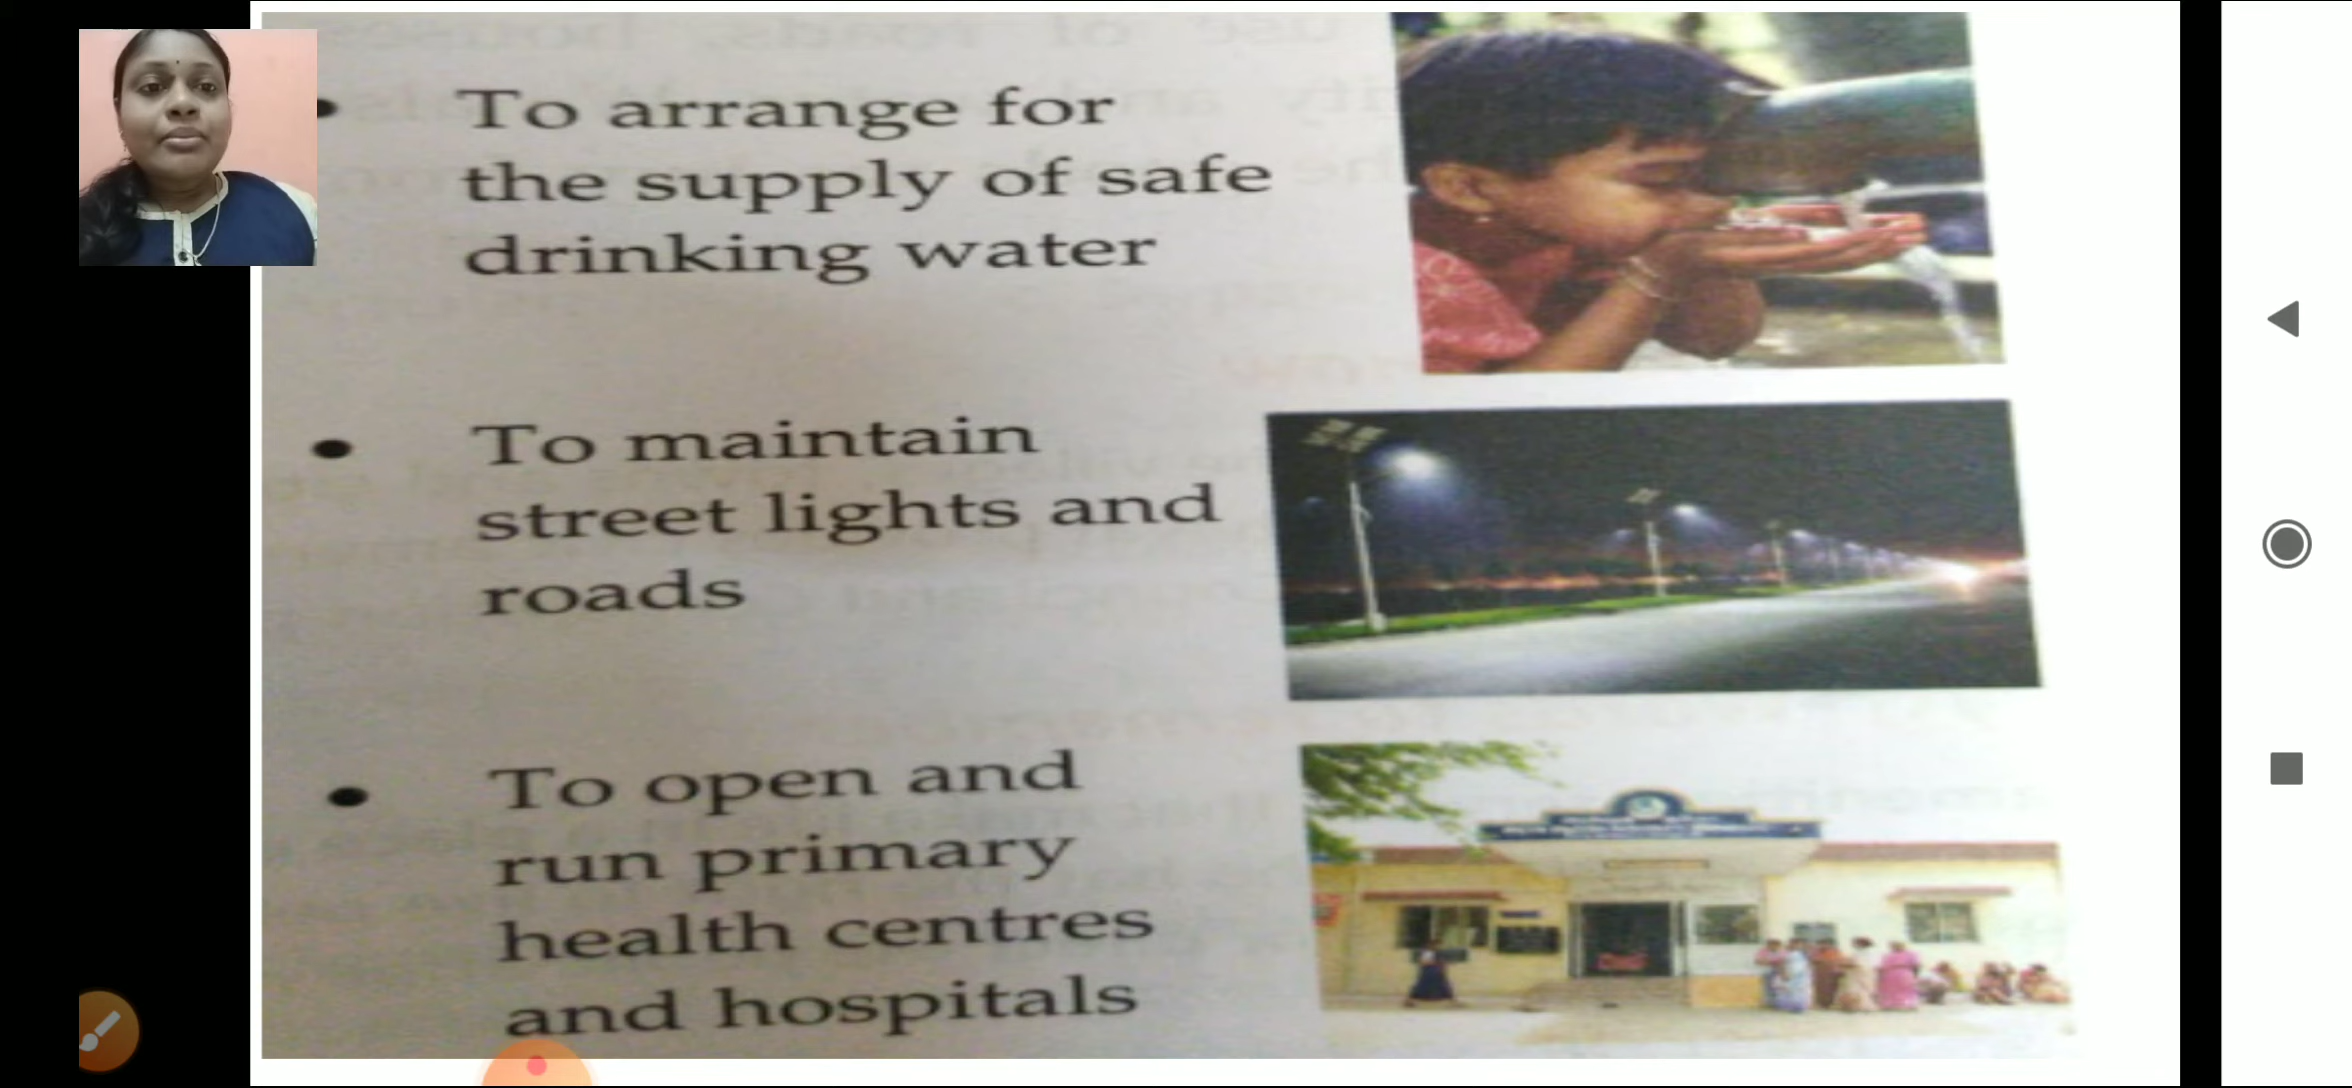 To arrange for
the supply of safe
drinking water
To maintain
street lights and
roads
To open and
run primary
health centres
and hospitals